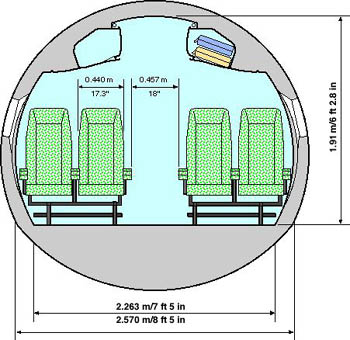 0.440 m
17.3"
0.457 m
18"
1.91 m/6 ft 2.8 in
2.263 m/7 ft 5 in
2.570 m/8 ft 5 in